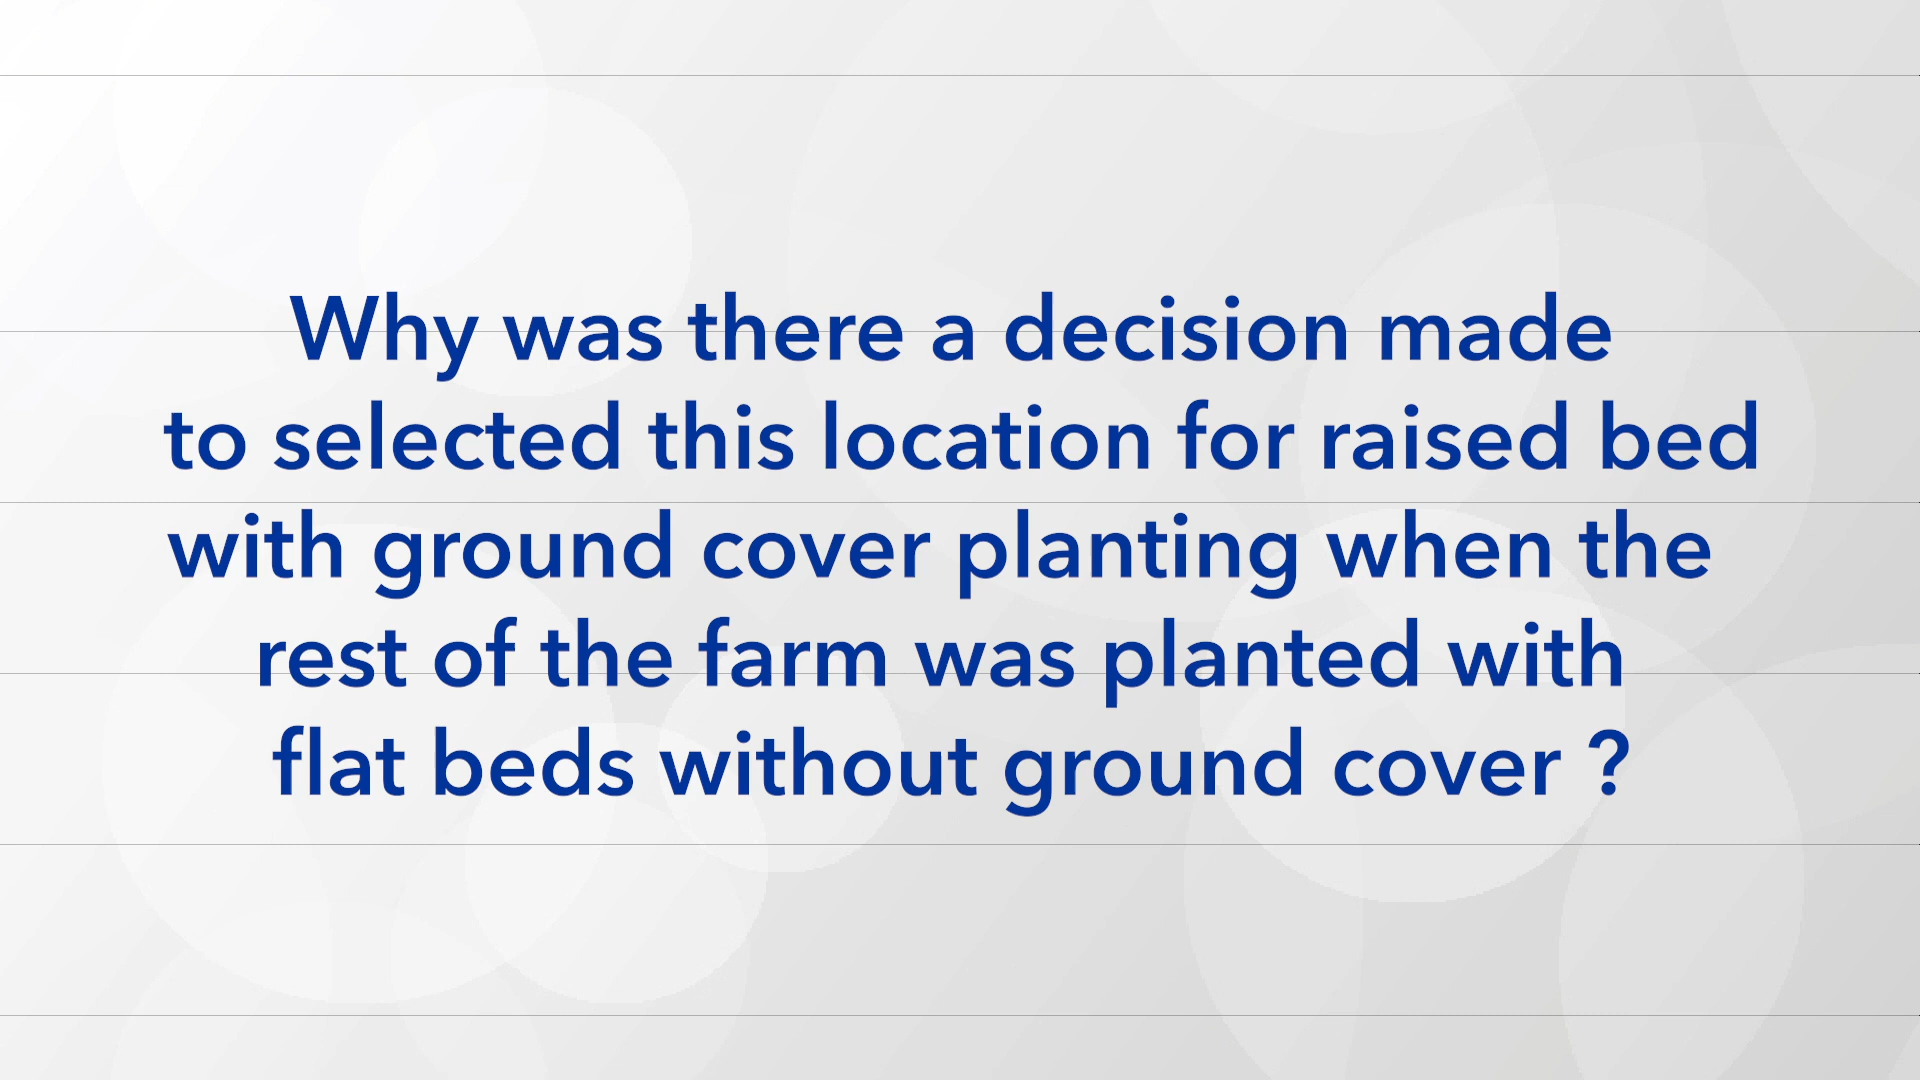 Why was there a decision made
to selected this location for raised bed
with ground cover planting when the
rest of the farm was planted with
flat beds without ground cover ?